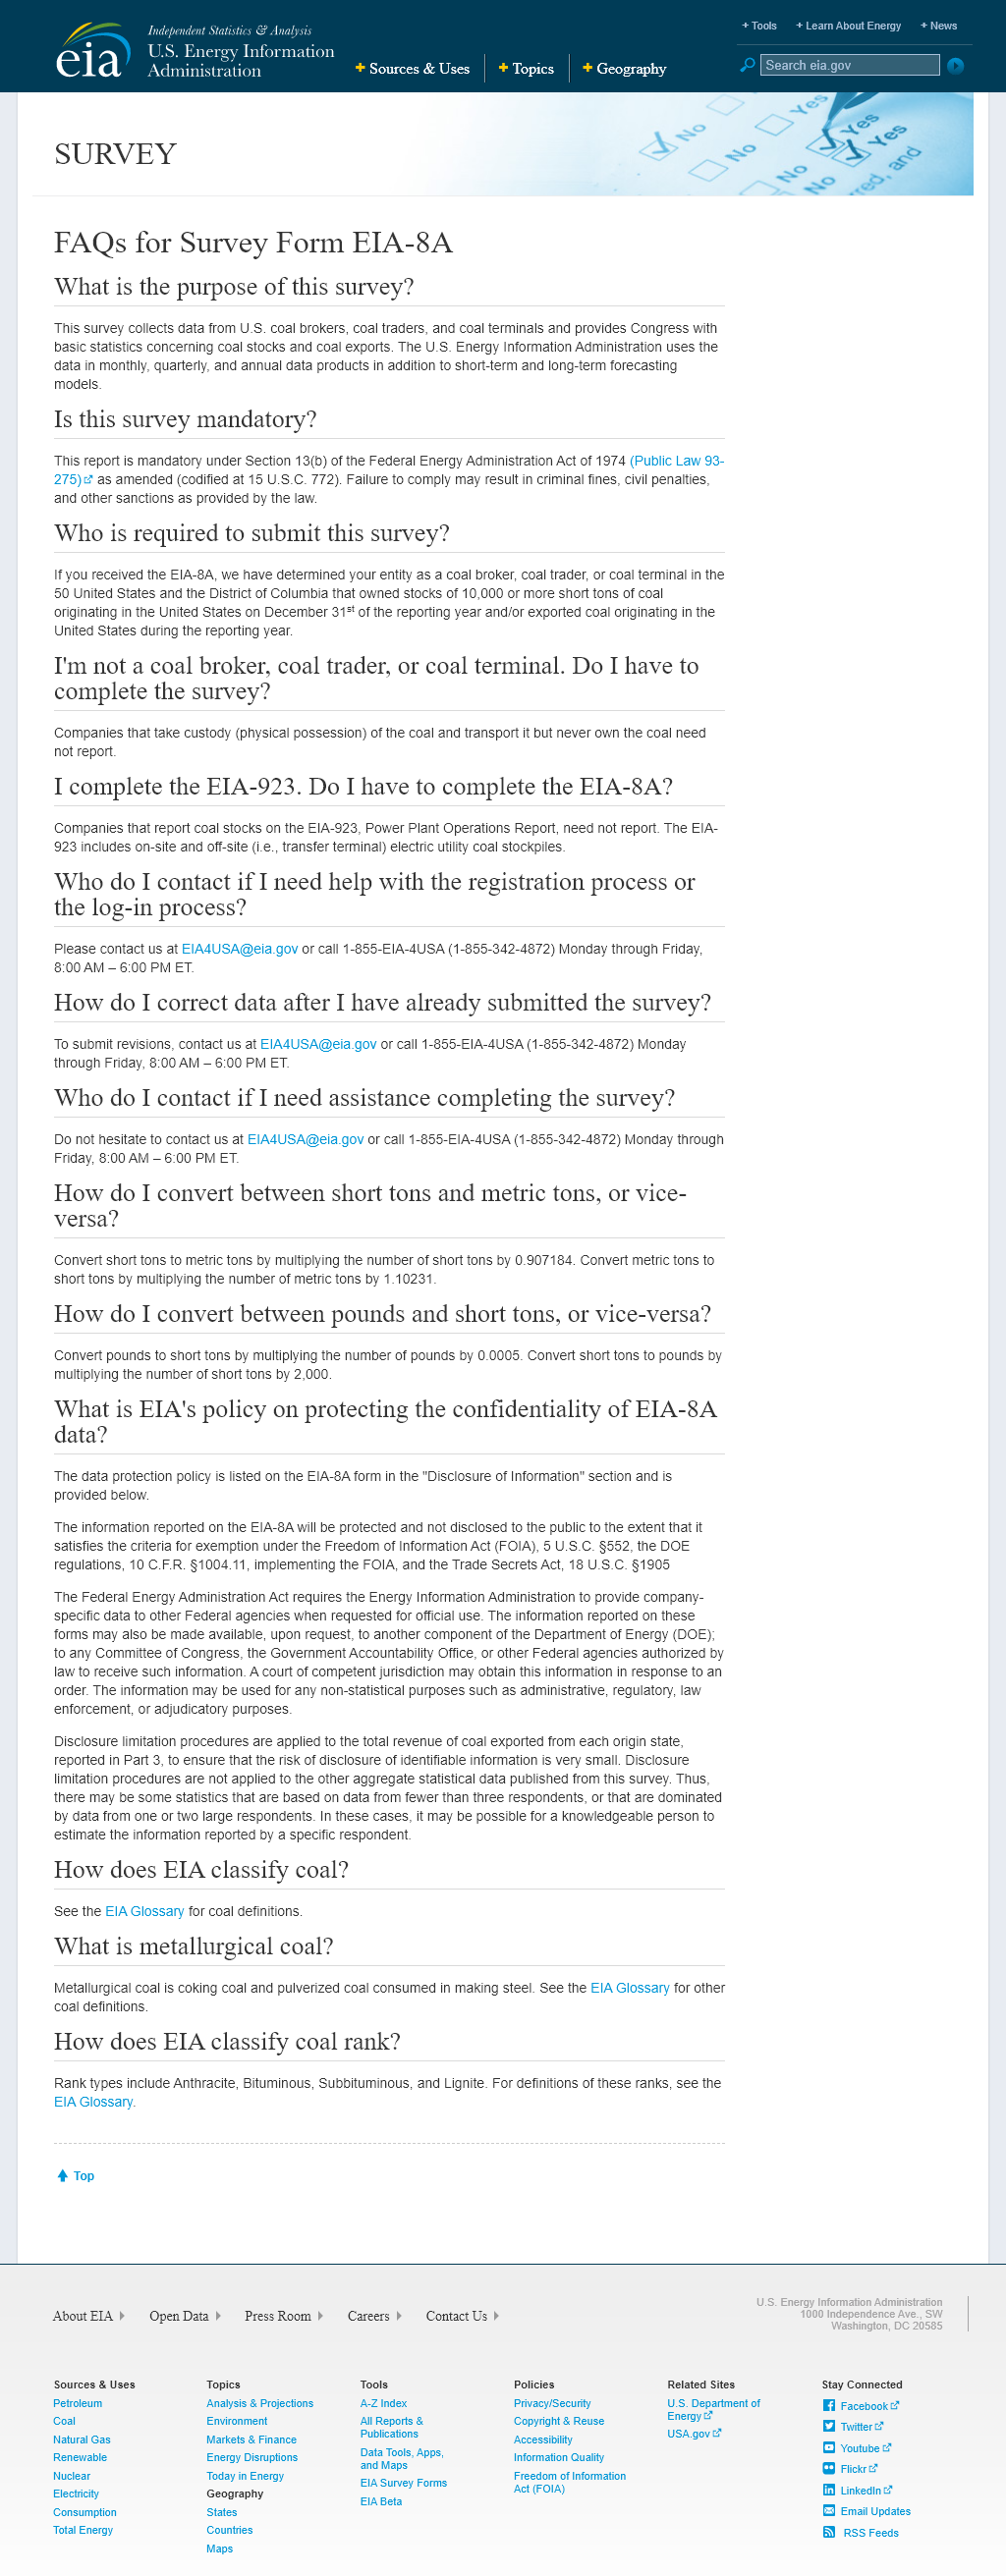 Independent Statistics & Analysis
eia
U.S. Energy Information
Administration
Sources & Uses
Topics
Geography
Tools
Learn About Energy
News
Search eia.gov
No
Yes
Yes
No
No
No
SURVEY
FAQs for Survey Form EIA-8A
What is the purpose of this survey?
This survey collects data from U.S. coal brokers, coal traders, and coal terminals and provides Congress with
basic statistics concerning coal stocks and coal exports. The U.S. Energy Information Administration uses the
data in monthly, quarterly, and annual data products in addition to short-term and long-term forecasting
models.
Is this survey mandatory?
This report is mandatory under Section 13(b) of the Federal Energy Administration Act of 1974 (Public Law 93-
275) as amended (codified at 15 U.S.C. 772). Failure to comply may result in criminal fines, civil penalties,
and other sanctions as provided by the law.
Who is required to submit this survey?
If you received the EIA-8A, we have determined your entity as a coal broker, coal trader, or coal terminal in the
50 United States and the District of Columbia that owned stocks of 10,000 or more short tons of coal
originating in the United States on December 31st of the reporting year and/or exported coal originating in the
United States during the reporting year.
I'm not a coal broker, coal trader, or coal terminal. Do I have to
complete the survey?
Companies that take custody (physical possession) of the coal and transport it but never own the coal need
not report.
I complete the EIA-923. Do I have to complete the EIA-8A?
Companies that report coal stocks on the EIA-923, Power Plant Operations Report, need not report. The EIA-
923 includes on-site and off-site (i.e., transfer terminal) electric utility coal stockpiles.
Who do I contact if I need help with the registration process or
the log-in process?
Please contact us at EIA4USA@eia.gov or call 1-855-EIA-4USA (1-855-342-4872) Monday through Friday,
8:00 AM – 6:00 PM ET.
How do I correct data after I have already submitted the survey?
To submit revisions, contact us at EIA4USA@eia.gov or call 1-855-EIA-4USA (1-855-342-4872) Monday
through Friday, 8:00 AM – 6:00 PM ET.
Who do I contact if I need assistance completing the survey?
Do not hesitate to contact us at EIA4USA@eia.gov or call 1-855-EIA-4USA (1-855-342-4872) Monday through
Friday, 8:00 AM – 6:00 PM ET.
How do I convert between short tons and metric tons, or vice-
versa?
Convert short tons to metric tons by multiplying the number of short tons by 0.907184. Convert metric tons to
short tons by multiplying the number of metric tons by 1.10231.
How do I convert between pounds and short tons, or vice-versa?
Convert pounds to short tons by multiplying the number of pounds by 0.0005. Convert short tons to pounds by
multiplying the number of short tons by 2,000.
What is EIA's policy on protecting the confidentiality of EIA-8A
data?
The data protection policy is listed on the EIA-8A form in the "Disclosure of Information" section and is
provided below.
The information reported on the EIA-8A will be protected and not disclosed to the public to the extent that it
satisfies the criteria for exemption under the Freedom of Information Act (FOIA), 5 U.S.C. §552, the DOE
regulations, 10 C.F.R. §1004.11, implementing the FOIA, and the Trade Secrets Act, 18 U.S.C. §1905
The Federal Energy Administration Act requires the Energy Information Administration to provide company-
specific data to other Federal agencies when requested for official use. The information reported on these
forms may also be made available, upon request, to another component of the Department of Energy (DOE);
to any Committee of Congress, the Government Accountability Office, or other Federal agencies authorized by
law to receive such information. A court of competent jurisdiction may obtain this information in response to an
order. The information may be used for any non-statistical purposes such as administrative, regulatory, law
enforcement, or adjudicatory purposes.
Disclosure limitation procedures are applied to the total revenue of coal exported from each origin state,
reported in Part 3, to ensure that the risk of disclosure of identifiable information is very small. Disclosure
limitation procedures are not applied to the other aggregate statistical data published from this survey. Thus,
there may be some statistics that are based on data from fewer than three respondents, or that are dominated
by data from one or two large respondents. In these cases, it may be possible for a knowledgeable person to
estimate the information reported by a specific respondent.
How does EIA classify coal?
See the EIA Glossary for coal definitions.
What is metallurgical coal?
Metallurgical coal is coking coal and pulverized coal consumed in making steel. See the EIA Glossary for other
coal definitions.
How does EIA classify coal rank?
Rank types include Anthracite, Bituminous, Subbituminous, and Lignite. For definitions of these ranks, see the
EIA Glossary.
Top
About EIA
Open Data
Press Room
Careers
Contact Us
U.S. Energy Information Administration
1000 Independence Ave., SW
Washington, DC 20585
Sources & Uses
Petroleum
Coal
Natural Gas
Renewable
Nuclear
Electricity
Consumption
Total Energy
Topics
Analysis & Projections
Environment
Markets & Finance
Energy Disruptions
Today in Energy
Geography
States
Countries
Maps
Tools
A-Z Index
All Reports &
Publications
Data Tools, Apps,
and Maps
EIA Survey Forms
EIA Beta
Policies
Privacy/Security
Copyright & Reuse
Accessibility
Information Quality
Freedom of Information
Act (FOIA)
Related Sites
U.S. Department of
Energy
USA.gov
Stay Connected
Facebook
Twitter
Youtube
Flickr
LinkedIn
Email Updates
RSS Feeds